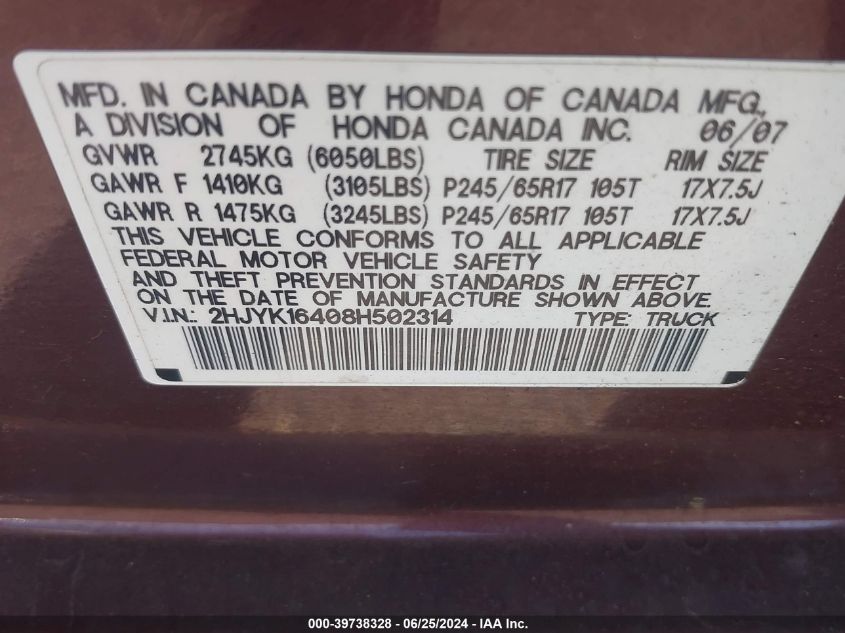 MFD. IN CANADA BY HONDA OF CANADA MFG.,
A DIVISION OF HONDA CANADA INC. 06/07
GVWR 2745KG (6050LBS) TIRE SIZE RIM SIZE
GAWR F 1410KG (3105LBS) P245/65R17 105T 17X7.5J
GAWR R 1475KG (3245LBS) P245/65R17 105T 17X7.5J
THIS VEHICLE CONFORMS TO ALL APPLICABLE
FEDERAL MOTOR VEHICLE SAFETY
AND THEFT PREVENTION STANDARDS IN EFFECT
ON THE DATE OF MANUFACTURE SHOWN ABOVE.
V.I.N.: 2HJYK16408H502314 TYPE: TRUCK
000-39738328 - 06/25/2024 - IAA Inc.